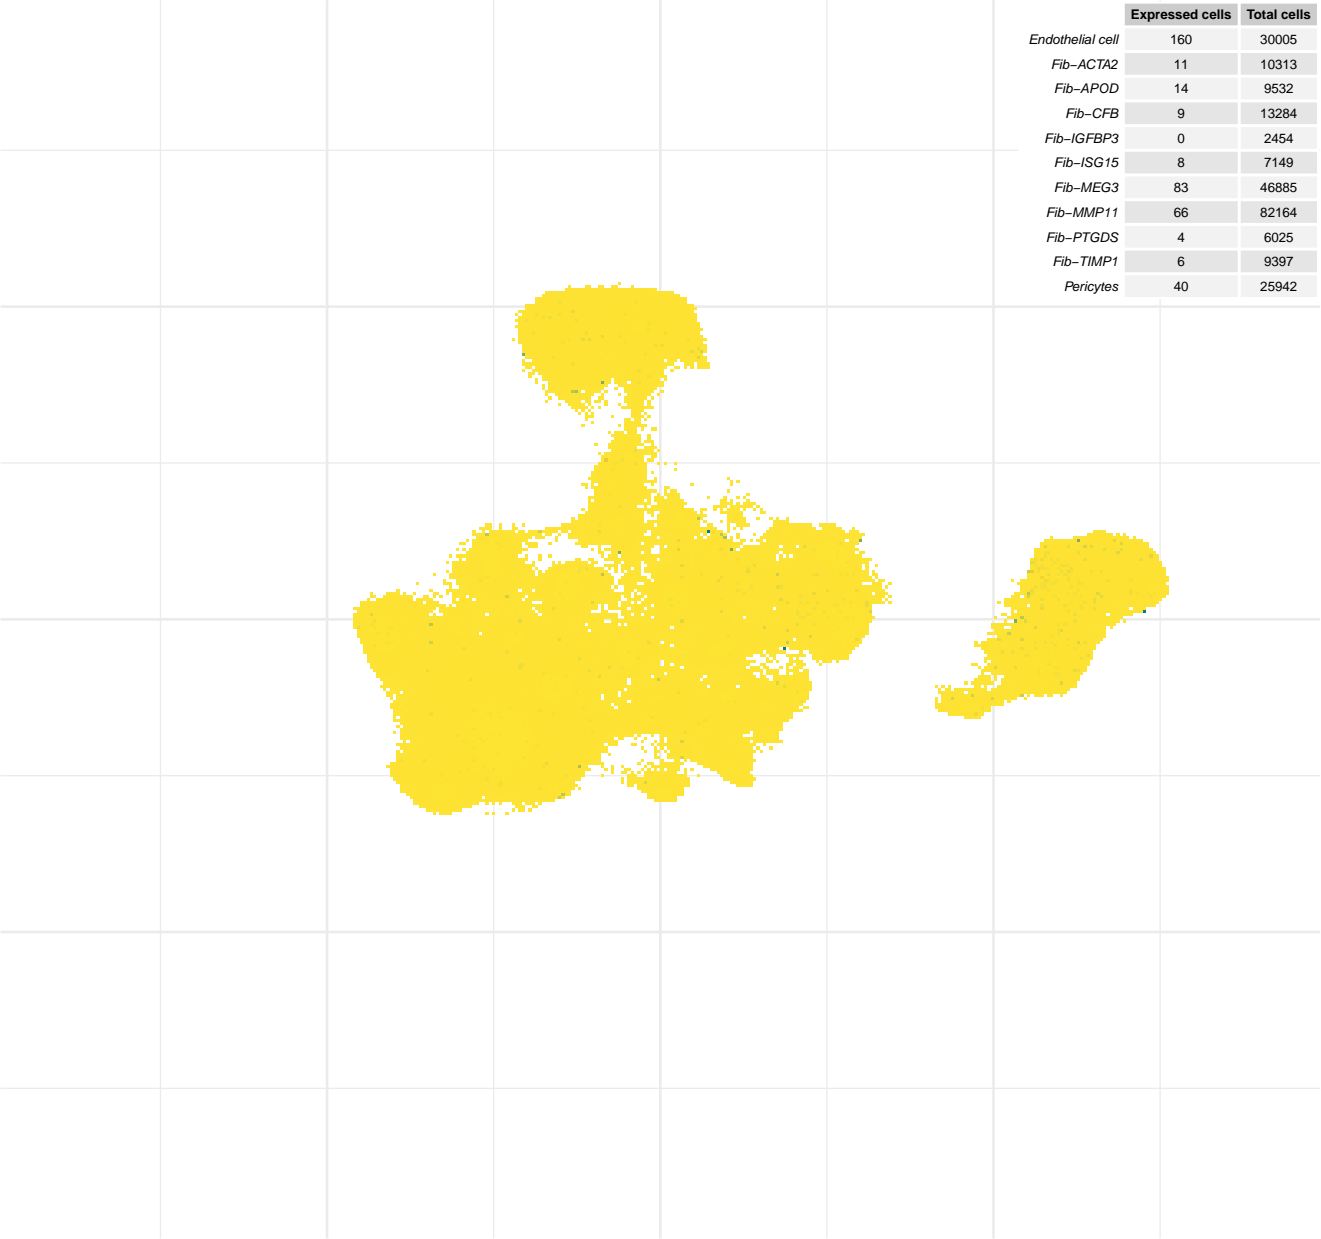 Expressed cells Total cells
Endothelial cell 160 30005
Fib−ACTA2 11 10313
Fib−APOD 14 9532
Fib−CFB 9 13284
Fib−IGFBP3 0 2454
Fib−ISG15 8 7149
Fib−MEG3 83 46885
Fib−MMP11 66 82164
Fib−PTGDS 4 6025
Fib−TIMP1 6 9397
Pericytes 40 25942